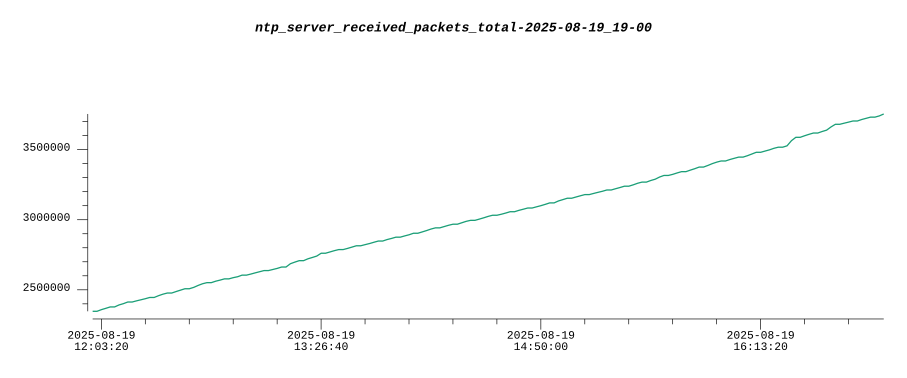 ntp_server_received_packets_total-2025-08-19_19-00
3500000
3000000
2500000
2025-08-19 2025-08-19 2025-08-19 2025-08-19
12:03:20 13:26:40 14:50:00 16:13:20